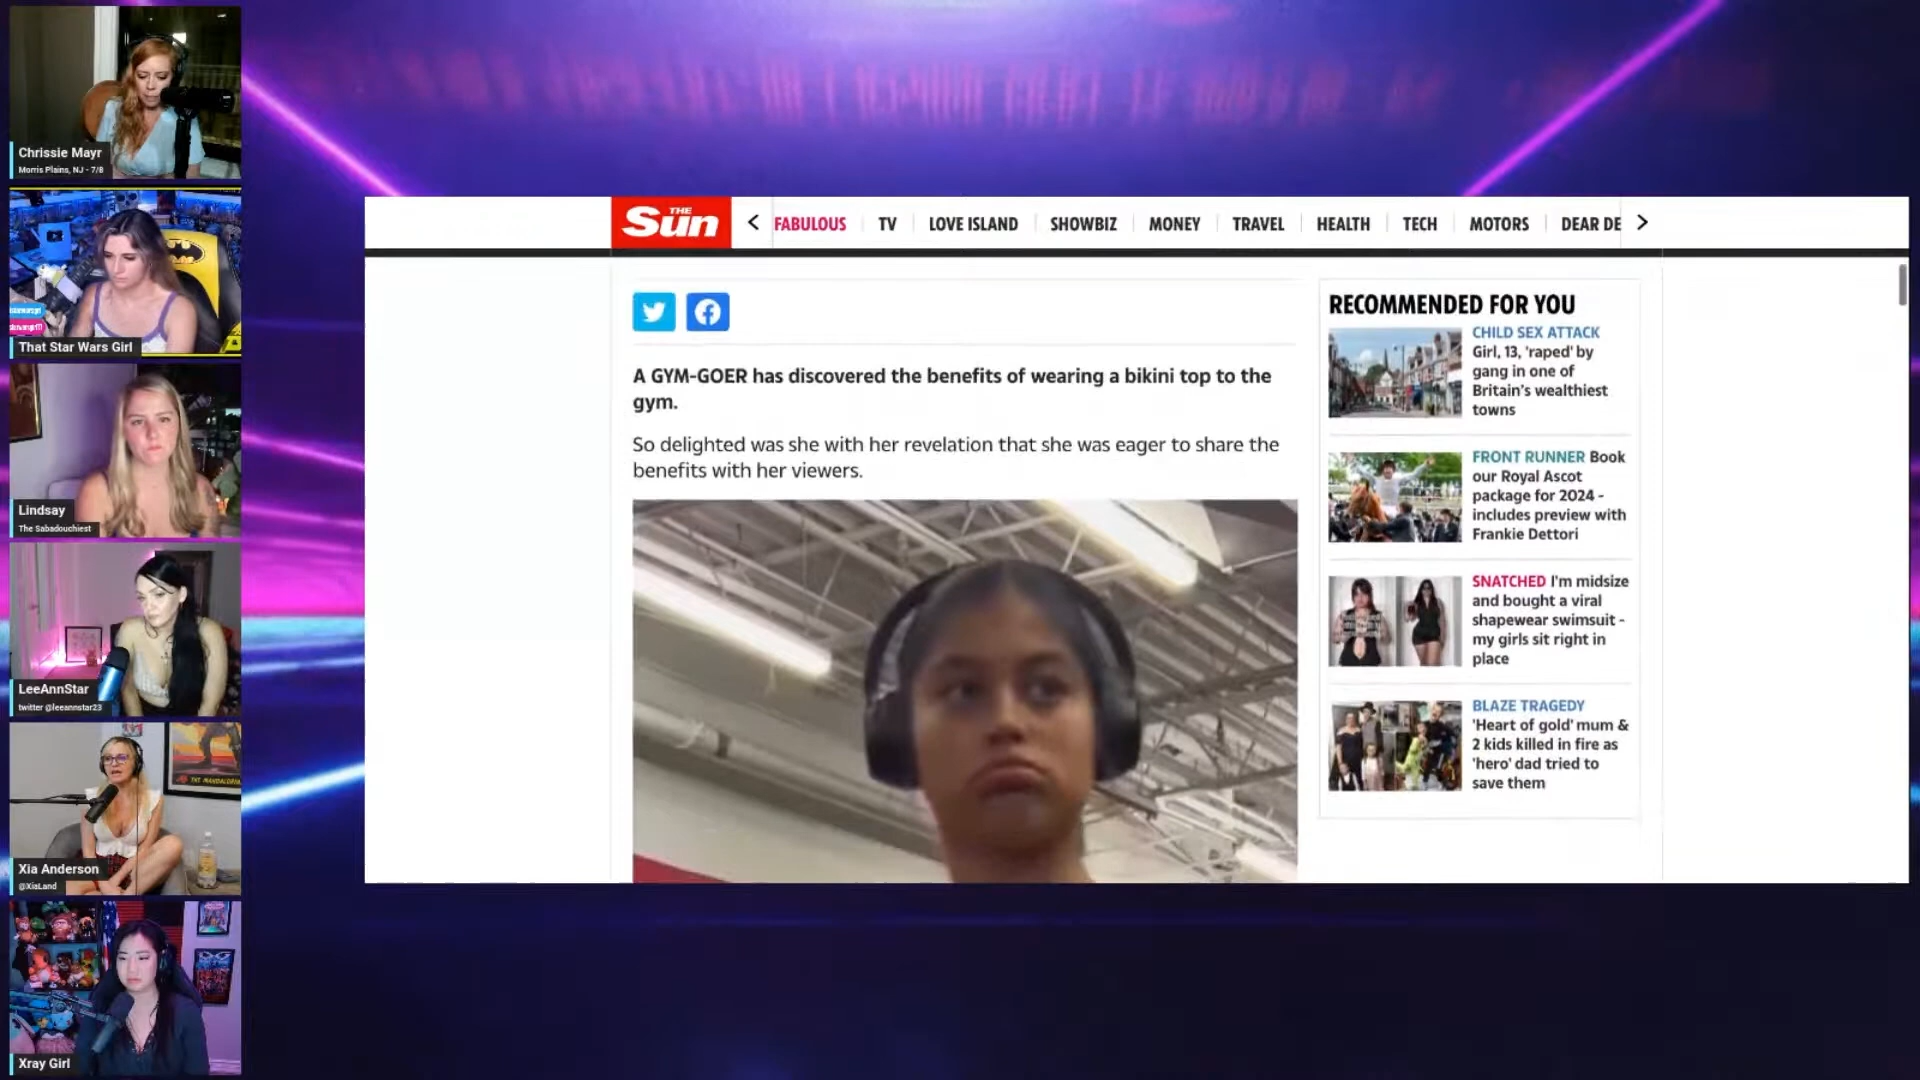 Chrissie Mayr
Morris Plains, NJ - 7/8
That Star Wars Girl
Lindsay
The Sabadouchiest
LeeAnnStar
twitter @leeannstar23
THE MANDALORIAN
Xia Anderson
@XiaLand
Xray Girl
THE
Sun
FABULOUS
TV
LOVE ISLAND
SHOWBIZ
MONEY
TRAVEL
HEALTH
TECH
MOTORS
DEAR DE
A GYM-GOER has discovered the benefits of wearing a bikini top to the
gym.
So delighted was she with her revelation that she was eager to share the
benefits with her viewers.
RECOMMENDED FOR YOU
CHILD SEX ATTACK
Girl, 13, 'raped' by
gang in one of
Britain's wealthiest
towns
FRONT RUNNER Book
our Royal Ascot
package for 2024 -
includes preview with
Frankie Dettori
SNATCHED I'm midsize
and bought a viral
shapewear swimsuit -
my girls sit right in
place
BLAZE TRAGEDY
'Heart of gold' mum &
2 kids killed in fire as
'hero' dad tried to
save them